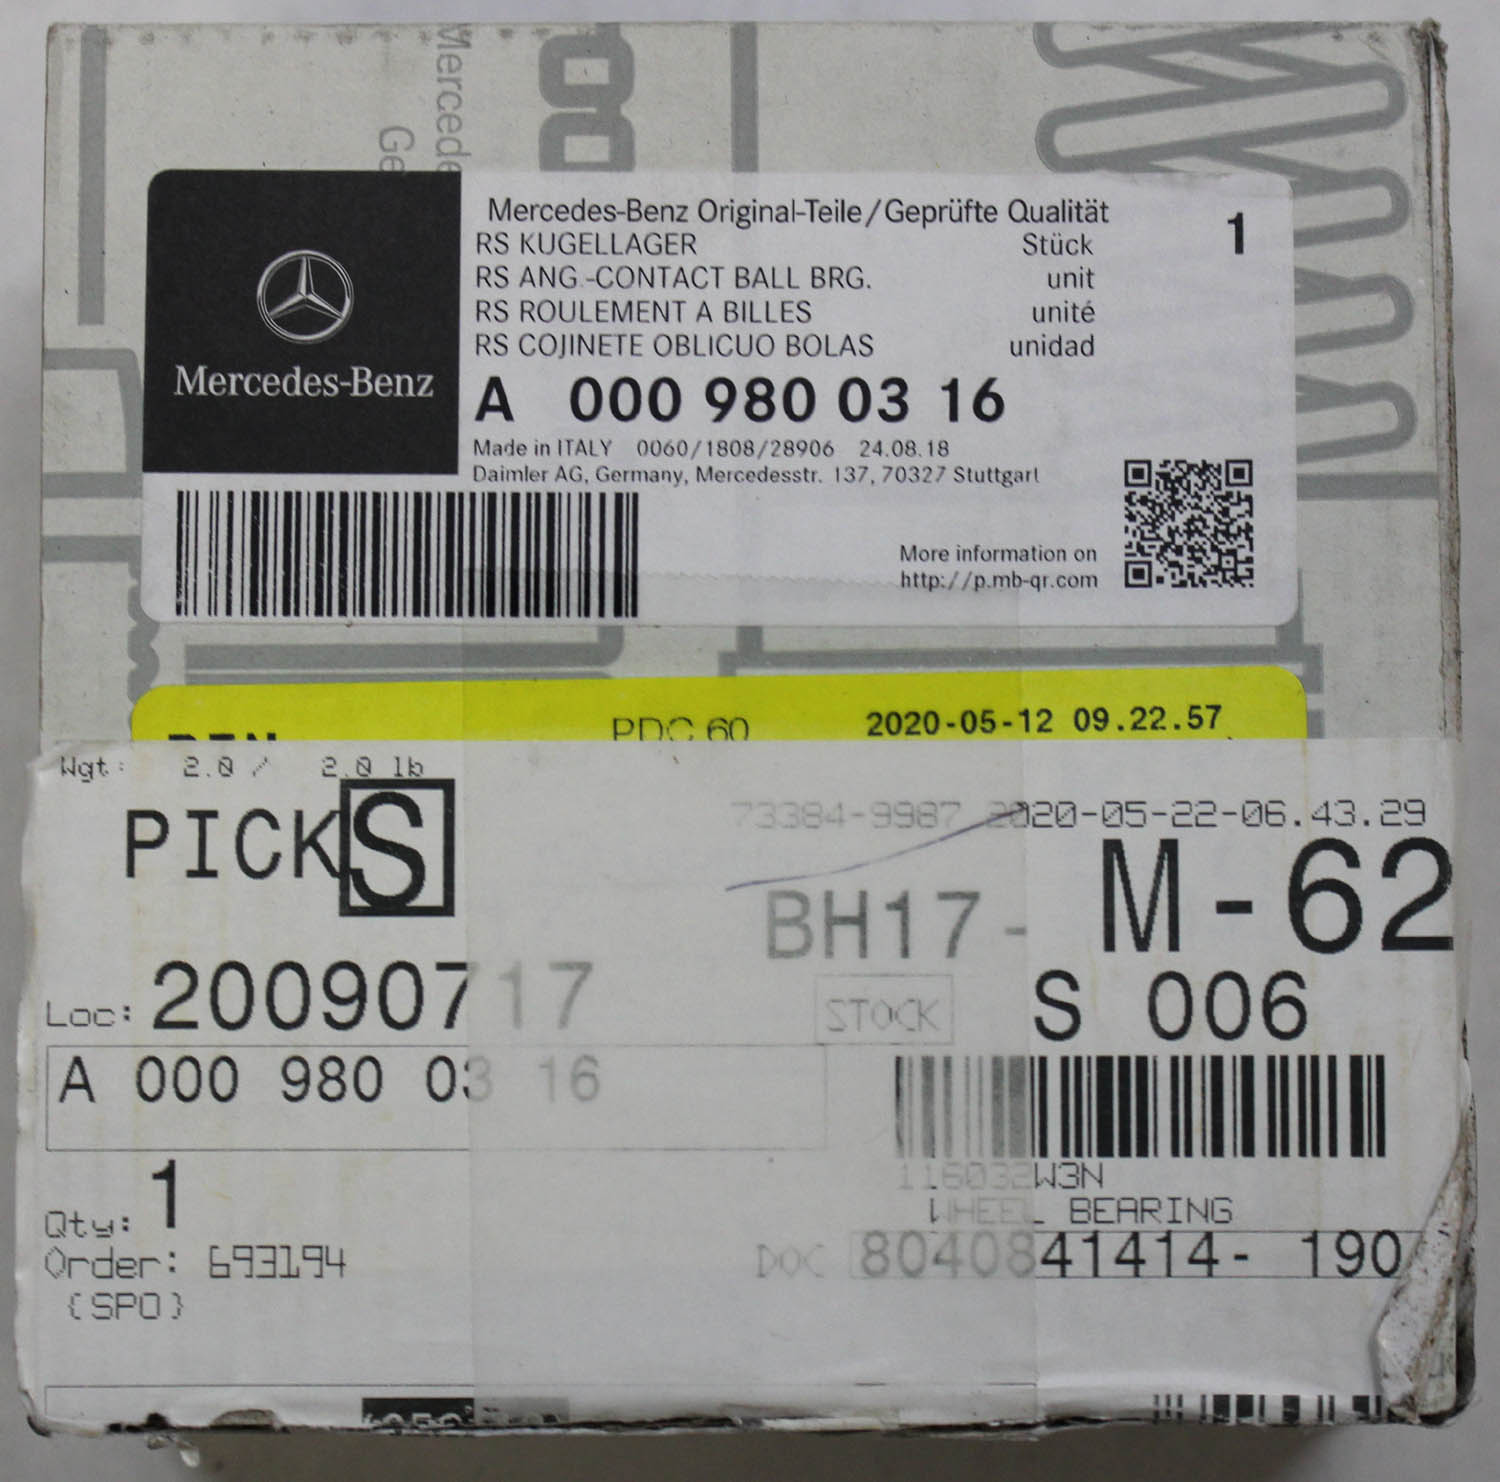 Mercedes-Benz
Mercedes-Benz Original-Teile/Geprüfte Qualität
RS KUGELLAGER Stück 1
RS ANG.-CONTACT BALL BRG. unit
RS ROULEMENT A BILLES unité
RS COJINETE OBLICUO BOLAS unidad
A 000 980 03 16
Made in ITALY 0060/1808/28906 24.08.18
Daimler AG, Germany, Mercedesstr. 137, 70327 Stuttgart
More information on
http://p.mb-qr.com
PDC 60 2020-05-12 09.22.57
Wgt: 2.0 / 2.0 lb
73384-9987 2020-05-22-06.43.29
PICK S
BH17- M-62
Loc: 20090717
STOCK S 006
A 000 980 03 16
116032W3N
WHEEL BEARING
Qty: 1
DOC 8040841414- 190
Order: 693194
(SPO)